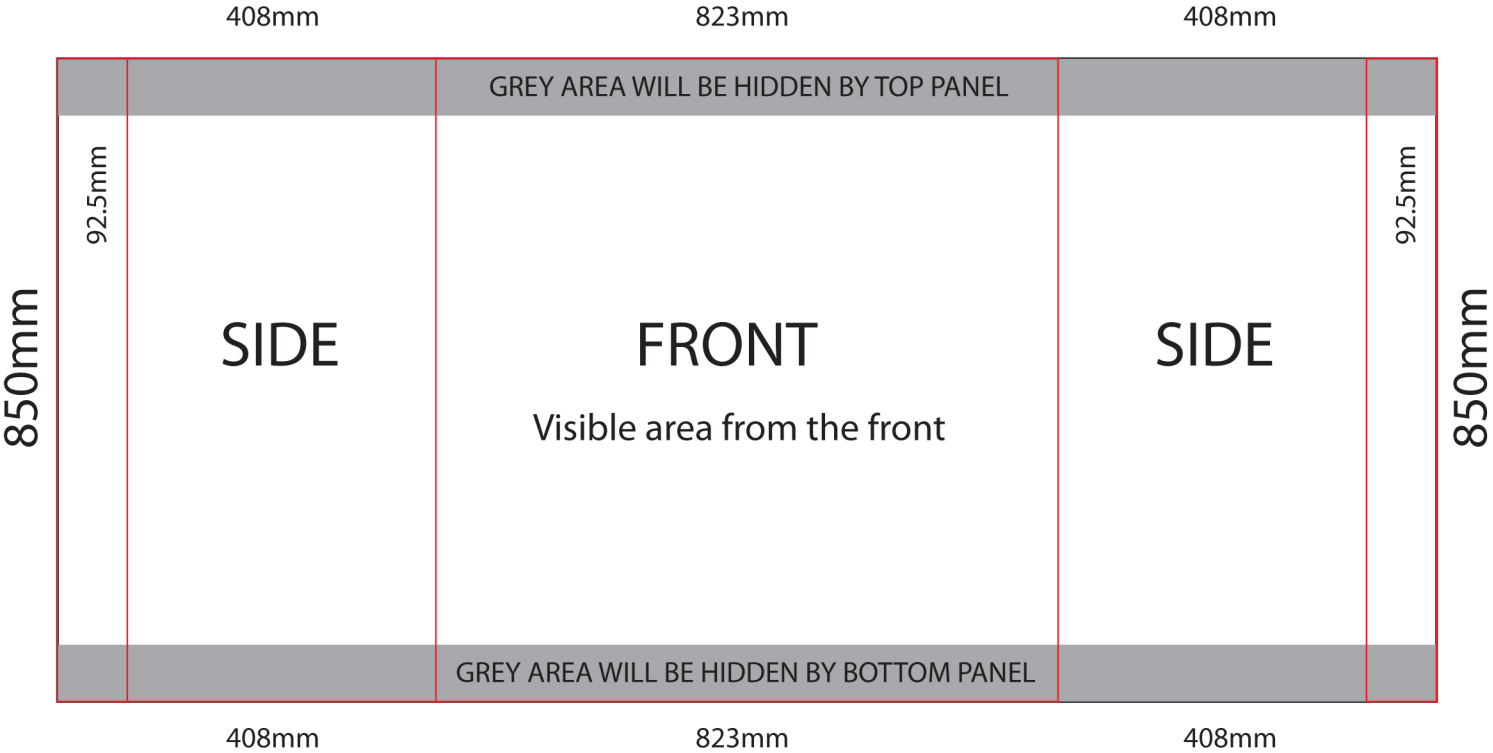 408mm
823mm
408mm
GREY AREA WILL BE HIDDEN BY TOP PANEL
92.5mm
92.5mm
850mm
SIDE
FRONT
SIDE
850mm
Visible area from the front
GREY AREA WILL BE HIDDEN BY BOTTOM PANEL
408mm
823mm
408mm